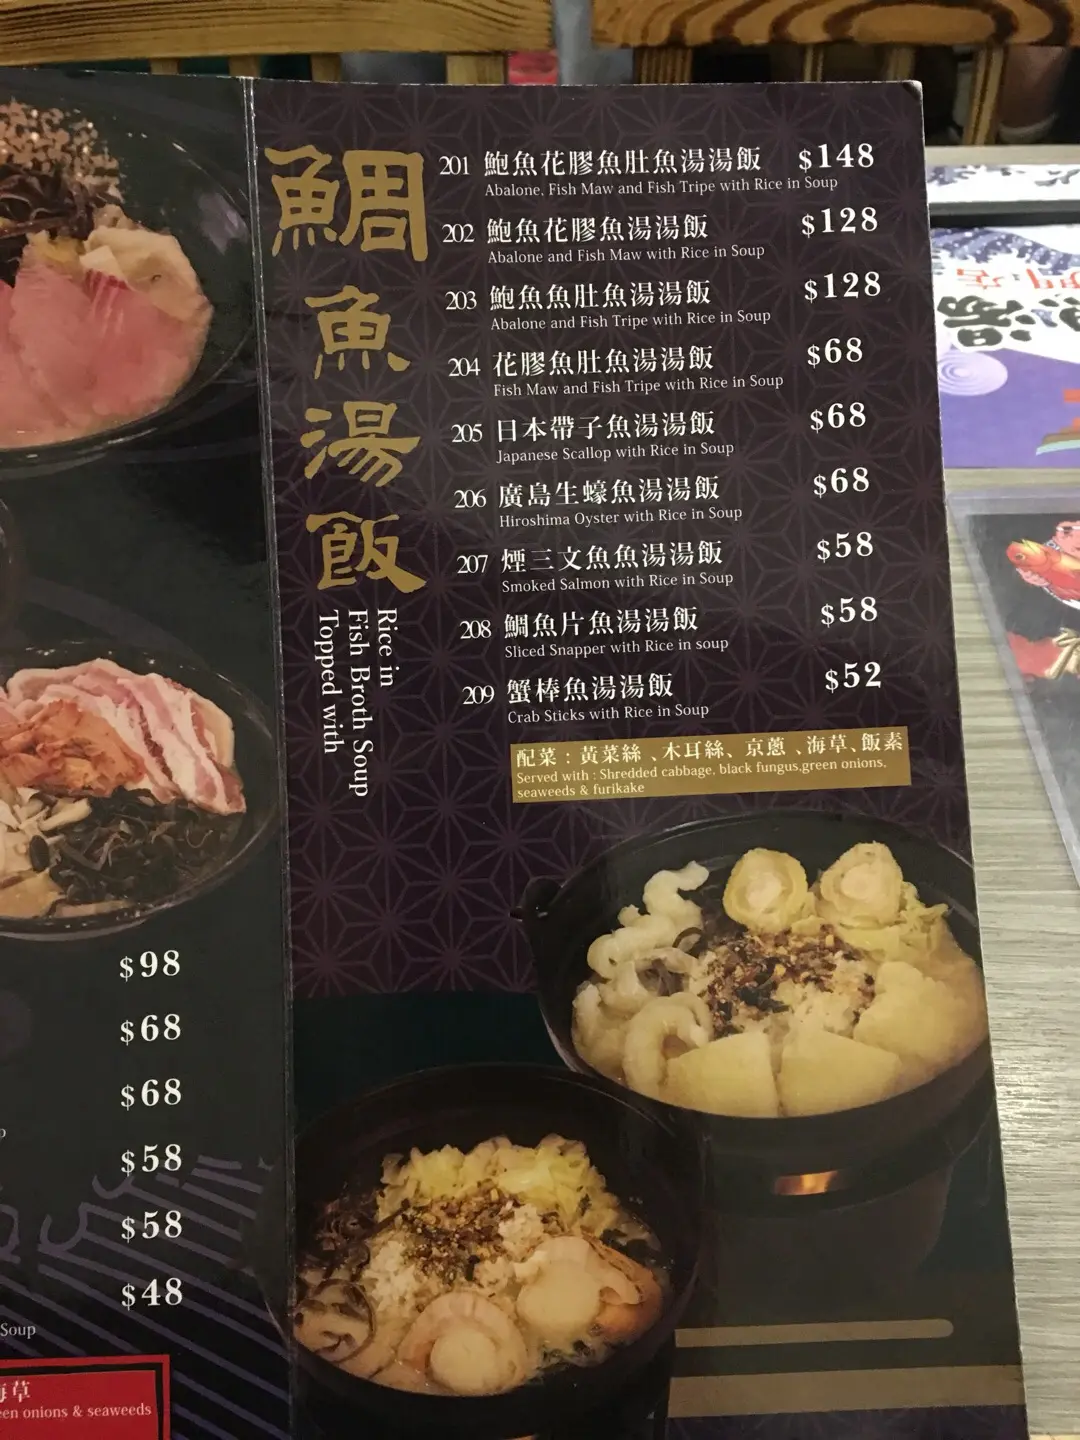 鯛魚湯飯
Rice in
Fish Broth Soup
Topped with
201 鮑魚花膠魚肚魚湯湯飯 $148
Abalone, Fish Maw and Fish Tripe with Rice in Soup
202 鮑魚花膠魚湯湯飯 $128
Abalone and Fish Maw with Rice in Soup
203 鮑魚魚肚魚湯湯飯 $128
Abalone and Fish Tripe with Rice in Soup
204 花膠魚肚魚湯湯飯 $68
Fish Maw and Fish Tripe with Rice in Soup
205 日本帶子魚湯湯飯 $68
Japanese Scallop with Rice in Soup
206 廣島生蠔魚湯湯飯 $68
Hiroshima Oyster with Rice in Soup
207 煙三文魚魚湯湯飯 $58
Smoked Salmon with Rice in Soup
208 鯛魚片魚湯湯飯 $58
Sliced Snapper with Rice in soup
209 蟹棒魚湯湯飯 $52
Crab Sticks with Rice in Soup
配菜：黃菜絲、木耳絲、京蔥、海草、飯素
Served with : Shredded cabbage, black fungus,green onions,
seaweeds & furikake
$98
$68
$68
$58
$58
$48
Soup
海草
een onions & seaweeds